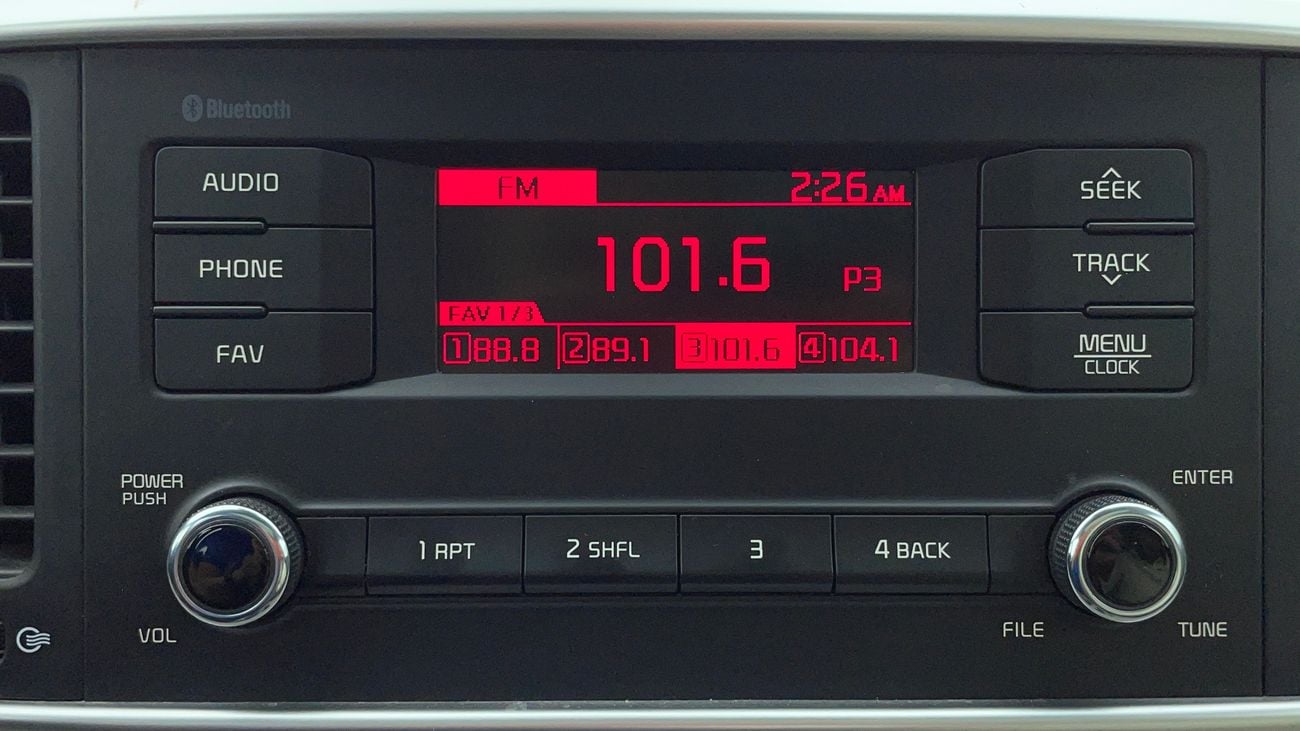 Bluetooth
AUDIO
PHONE
FAV
FM 2:26 AM
101.6 P3
FAV 1/3
1 88.8 2 89.1 3 101.6 4 104.1
SEEK
TRACK
MENU
CLOCK
POWER
PUSH
VOL
1 RPT
2 SHFL
3
4 BACK
ENTER
FILE
TUNE